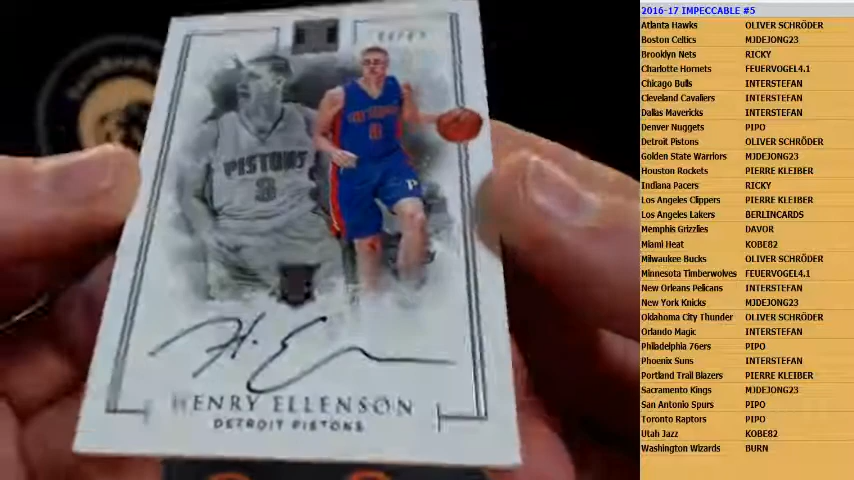 PISTONS
8
8
H. E
HENRY ELLENSON
DETROIT PISTONS
2016-17 IMPECCABLE #5
Atlanta Hawks OLIVER SCHRÖDER
Boston Celtics MJDEJONG23
Brooklyn Nets RICKY
Charlotte Hornets FEUERVOGEL4.1
Chicago Bulls INTERSTEFAN
Cleveland Cavaliers INTERSTEFAN
Dallas Mavericks INTERSTEFAN
Denver Nuggets PIPO
Detroit Pistons OLIVER SCHRÖDER
Golden State Warriors MJDEJONG23
Houston Rockets PIERRE KLEIBER
Indiana Pacers RICKY
Los Angeles Clippers PIERRE KLEIBER
Los Angeles Lakers BERLINCARDS
Memphis Grizzlies DAVOR
Miami Heat KOBE82
Milwaukee Bucks OLIVER SCHRÖDER
Minnesota Timberwolves FEUERVOGEL4.1
New Orleans Pelicans INTERSTEFAN
New York Knicks MJDEJONG23
Oklahoma City Thunder OLIVER SCHRÖDER
Orlando Magic INTERSTEFAN
Philadelphia 76ers PIPO
Phoenix Suns INTERSTEFAN
Portland Trail Blazers PIERRE KLEIBER
Sacramento Kings MJDEJONG23
San Antonio Spurs PIPO
Toronto Raptors PIPO
Utah Jazz KOBE82
Washington Wizards BURN